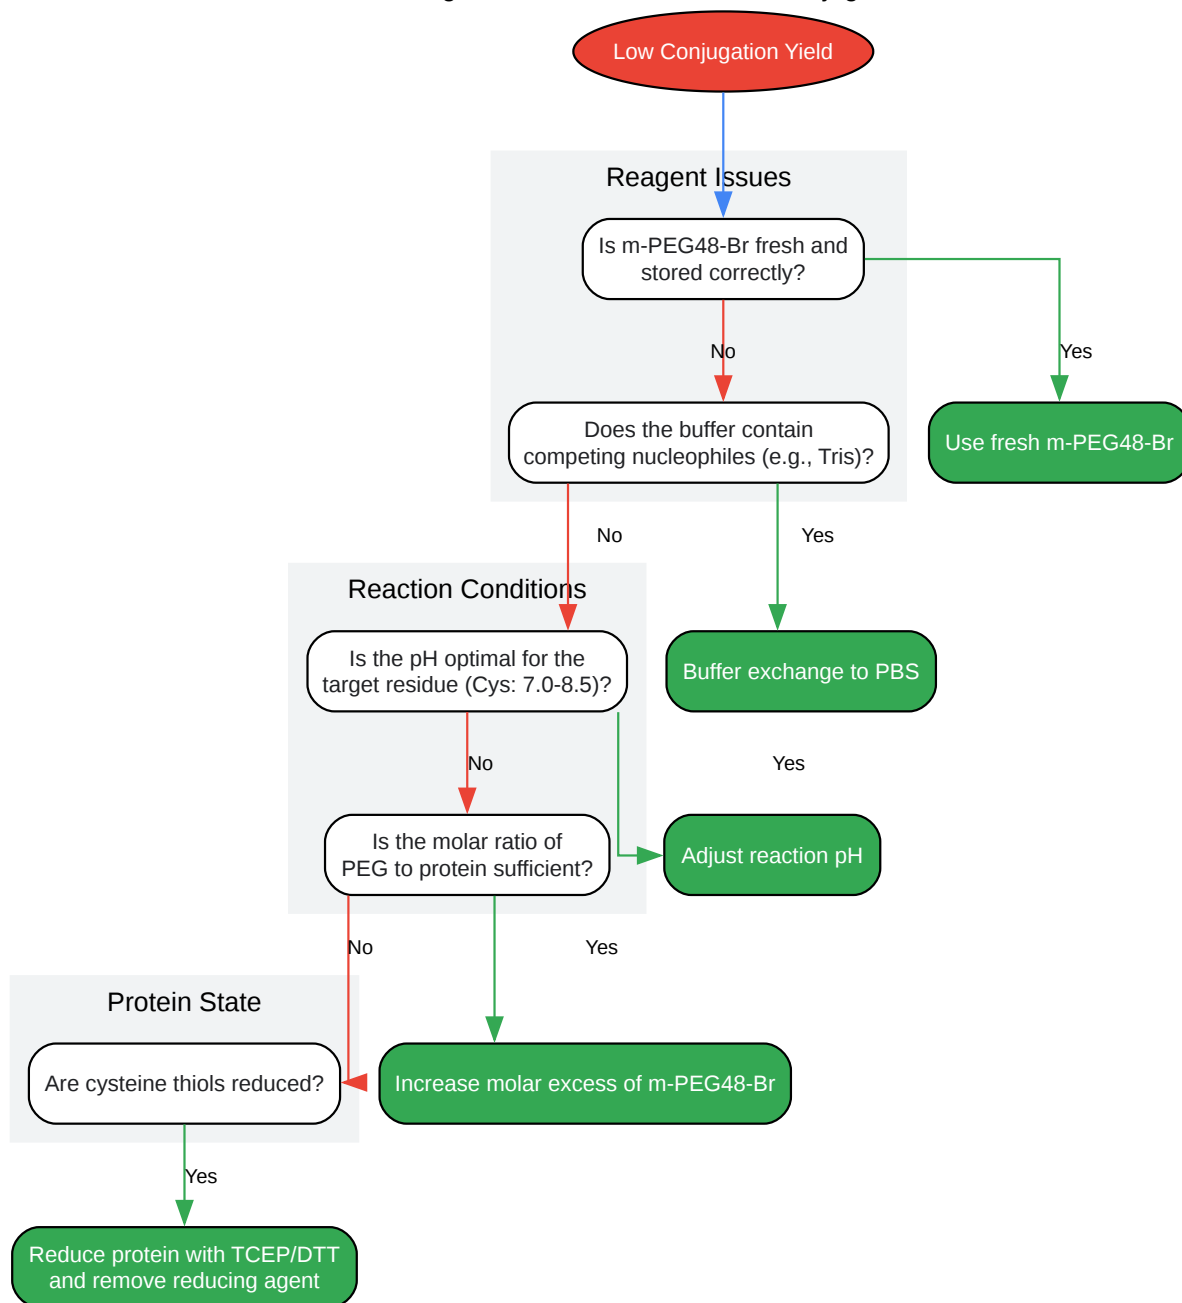 Low Conjugation Yield
Reagent Issues
Is m-PEG48-Br fresh and
stored correctly?
No
Yes
Does the buffer contain
competing nucleophiles (e.g., Tris)?
Use fresh m-PEG48-Br
No
Yes
Reaction Conditions
Is the pH optimal for the
target residue (Cys: 7.0-8.5)?
Buffer exchange to PBS
No
Yes
Is the molar ratio of
PEG to protein sufficient?
Adjust reaction pH
No
Yes
Protein State
Are cysteine thiols reduced?
Increase molar excess of m-PEG48-Br
Yes
Reduce protein with TCEP/DTT
and remove reducing agent